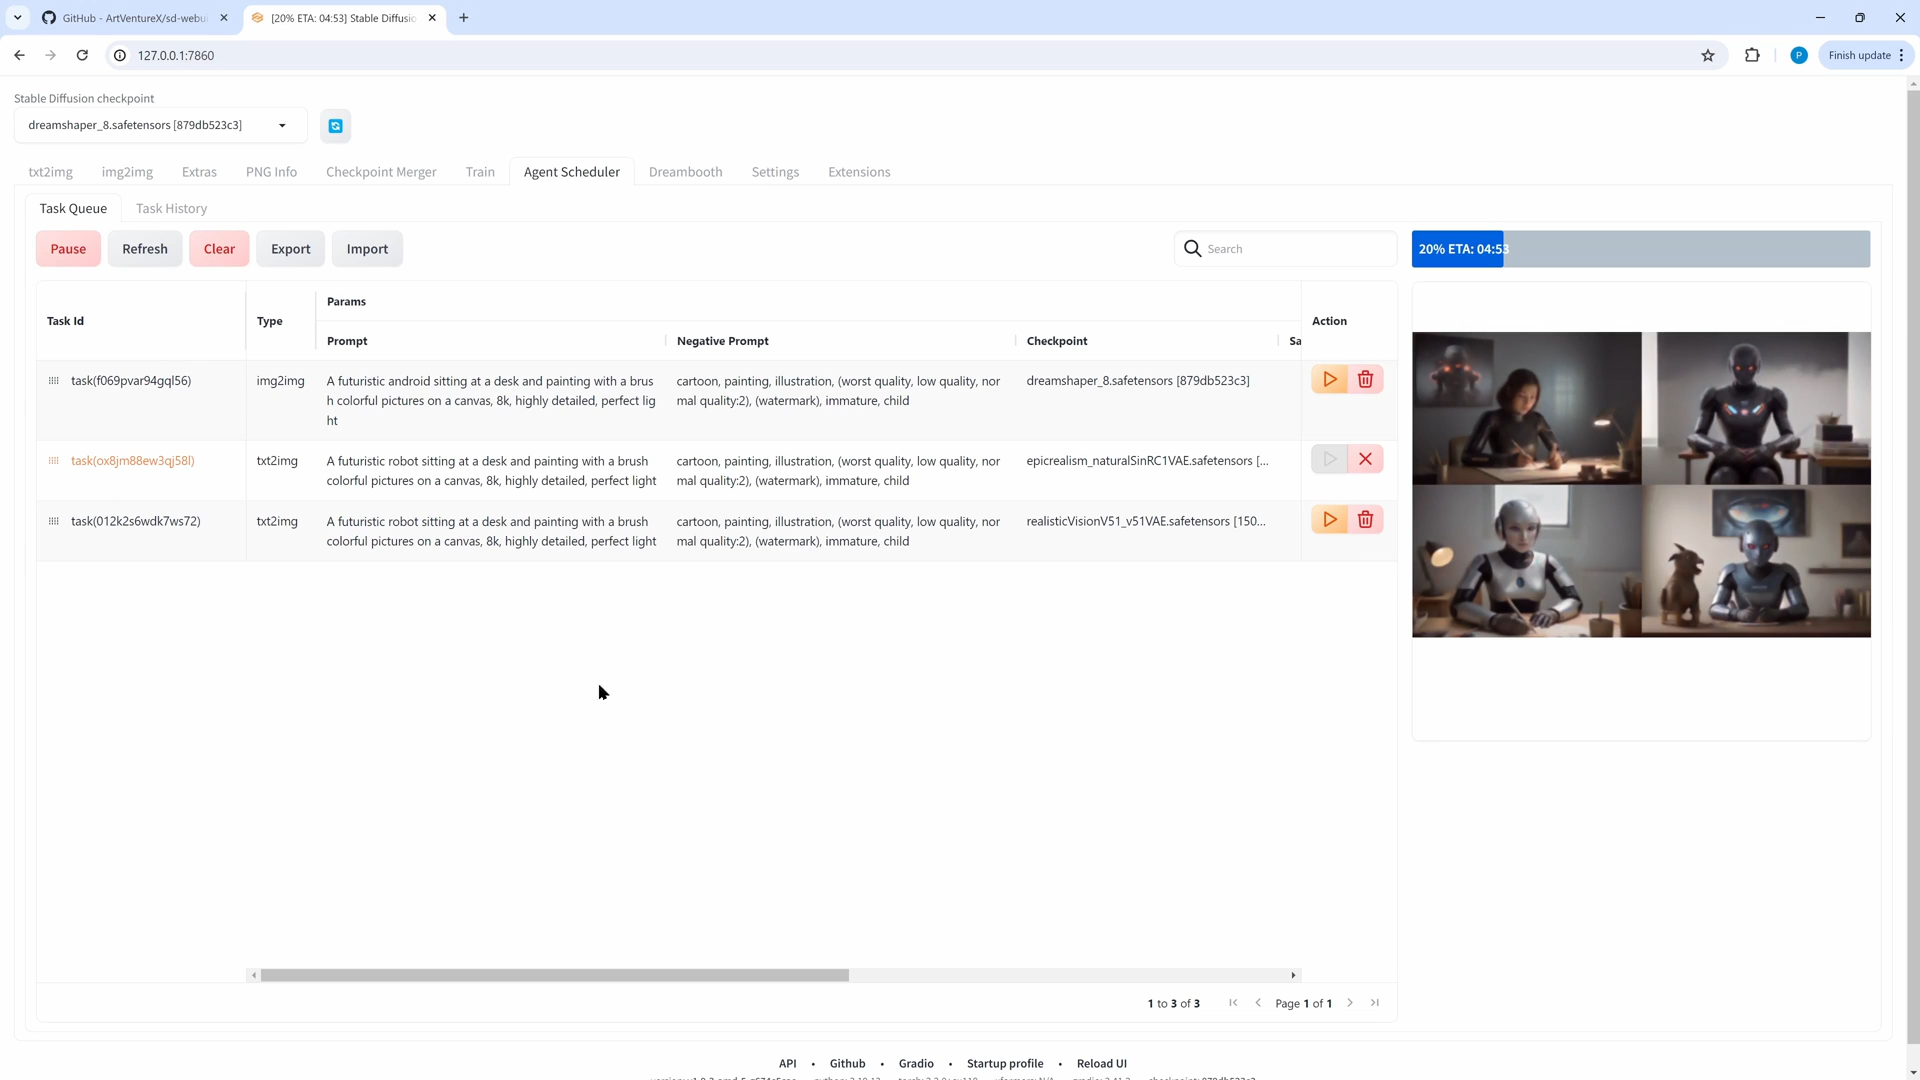 GitHub - ArtVentureX/sd-webui
[20% ETA: 04:53] Stable Diffusio
127.0.0.1:7860
P
Finish update
Stable Diffusion checkpoint
dreamshaper_8.safetensors [879db523c3]
txt2img
img2img
Extras
PNG Info
Checkpoint Merger
Train
Agent Scheduler
Dreambooth
Settings
Extensions
Task Queue
Task History
Pause
Refresh
Clear
Export
Import
Search
20% ETA: 04:53
Task Id
Type
Params
Action
Prompt
Negative Prompt
Checkpoint
Sa
task(f069pvar94gql56)
img2img
A futuristic android sitting at a desk and painting with a brus
h colorful pictures on a canvas, 8k, highly detailed, perfect lig
ht
cartoon, painting, illustration, (worst quality, low quality, nor
mal quality:2), (watermark), immature, child
dreamshaper_8.safetensors [879db523c3]
task(ox8jm88ew3qj58l)
txt2img
A futuristic robot sitting at a desk and painting with a brush
colorful pictures on a canvas, 8k, highly detailed, perfect light
cartoon, painting, illustration, (worst quality, low quality, nor
mal quality:2), (watermark), immature, child
epicrealism_naturalSinRC1VAE.safetensors [...
task(012k2s6wdk7ws72)
txt2img
A futuristic robot sitting at a desk and painting with a brush
colorful pictures on a canvas, 8k, highly detailed, perfect light
cartoon, painting, illustration, (worst quality, low quality, nor
mal quality:2), (watermark), immature, child
realisticVisionV51_v51VAE.safetensors [150...
1 to 3 of 3
Page 1 of 1
API • Github • Gradio • Startup profile • Reload UI